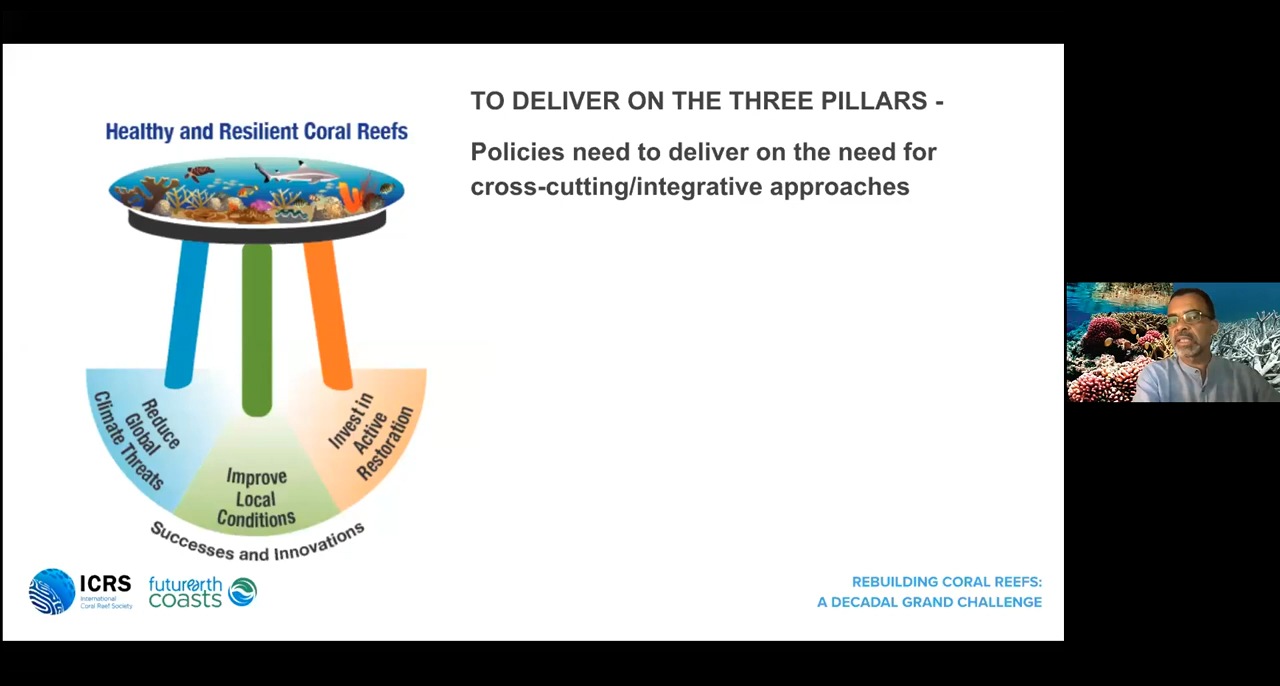 TO DELIVER ON THE THREE PILLARS -
Policies need to deliver on the need for
cross-cutting/integrative approaches
Healthy and Resilient Coral Reefs
Reduce
Global
Climate Threats
Improve
Local
Conditions
Invest in
Active
Restoration
Successes and Innovations
ICRS
International
Coral Reef Society
futurearth
coasts
REBUILDING CORAL REEFS:
A DECADAL GRAND CHALLENGE